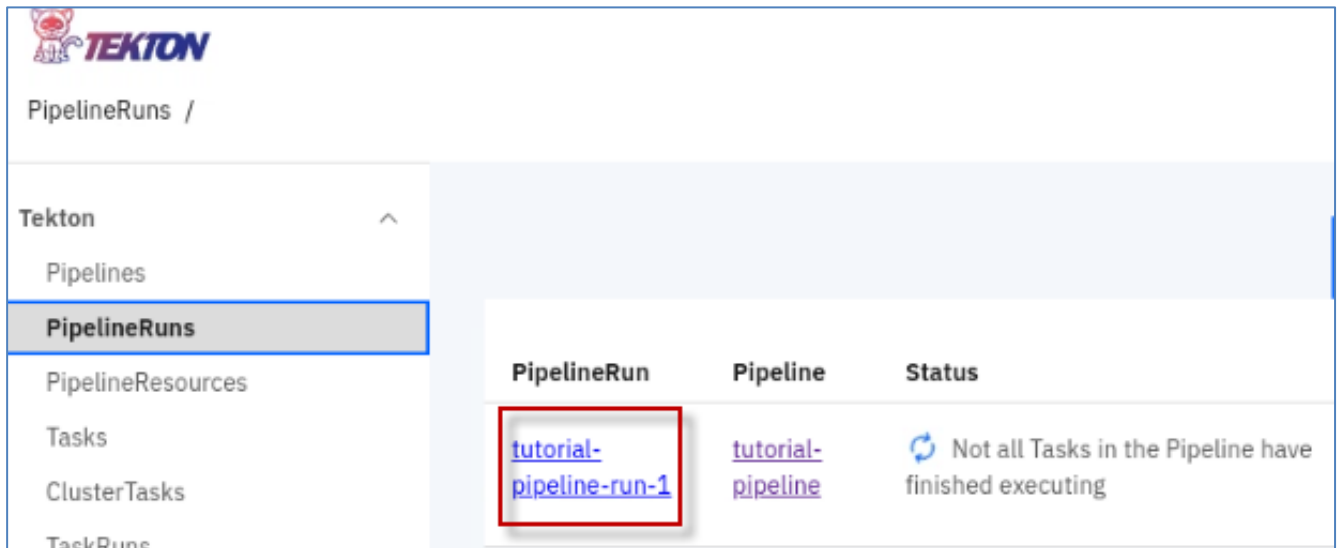 TEKTON
PipelineRuns /
Tekton
Pipelines
PipelineRuns
PipelineResources
Tasks
ClusterTasks
TaskRuns
PipelineRun Pipeline Status
tutorial- tutorial- Not all Tasks in the Pipeline have
pipeline-run-1 pipeline finished executing